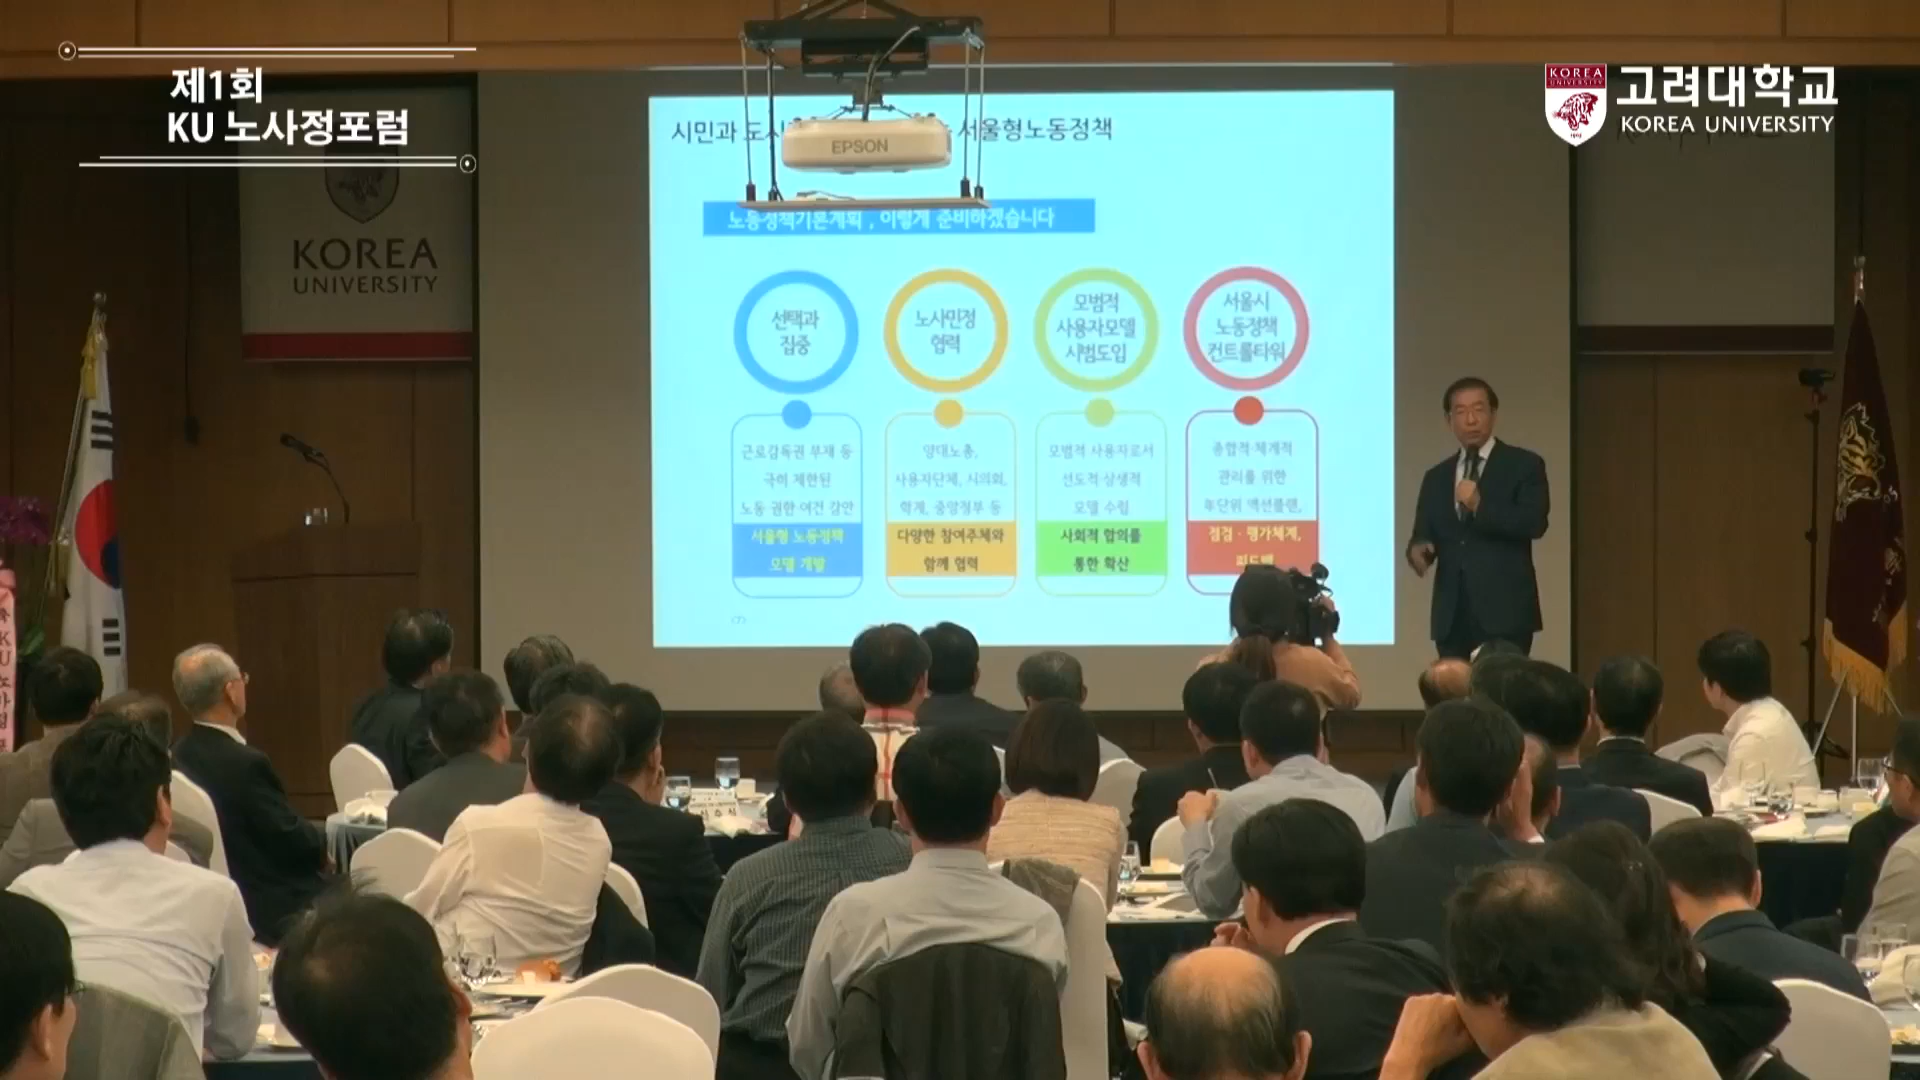 제1회
KU 노사정포럼
KOREA
UNIVERSITY
고려대학교
KOREA UNIVERSITY
KOREA
UNIVERSITY
EPSON
시민과 서울형노동정책
노동정책기본계획 , 이렇게 준비하겠습니다
선택과
집중
노사민정
협력
모범적
사용자모델
시범도입
서울시
노동정책
컨트롤타워
근로감독권 부재 등
극히 제한된
노동 권한 여건 감안
서울형 노동정책
모델 개발
양대노총,
사용자단체, 시의회,
학계, 중앙정부 등
다양한 참여주체와
함께 협력
모범적 사용자로서
선도적·상생적
모델 수립
사회적 합의를
통한 확산
종합적·체계적
관리를 위한
年단위 액션플랜,
점검 · 평가체계,
피드백